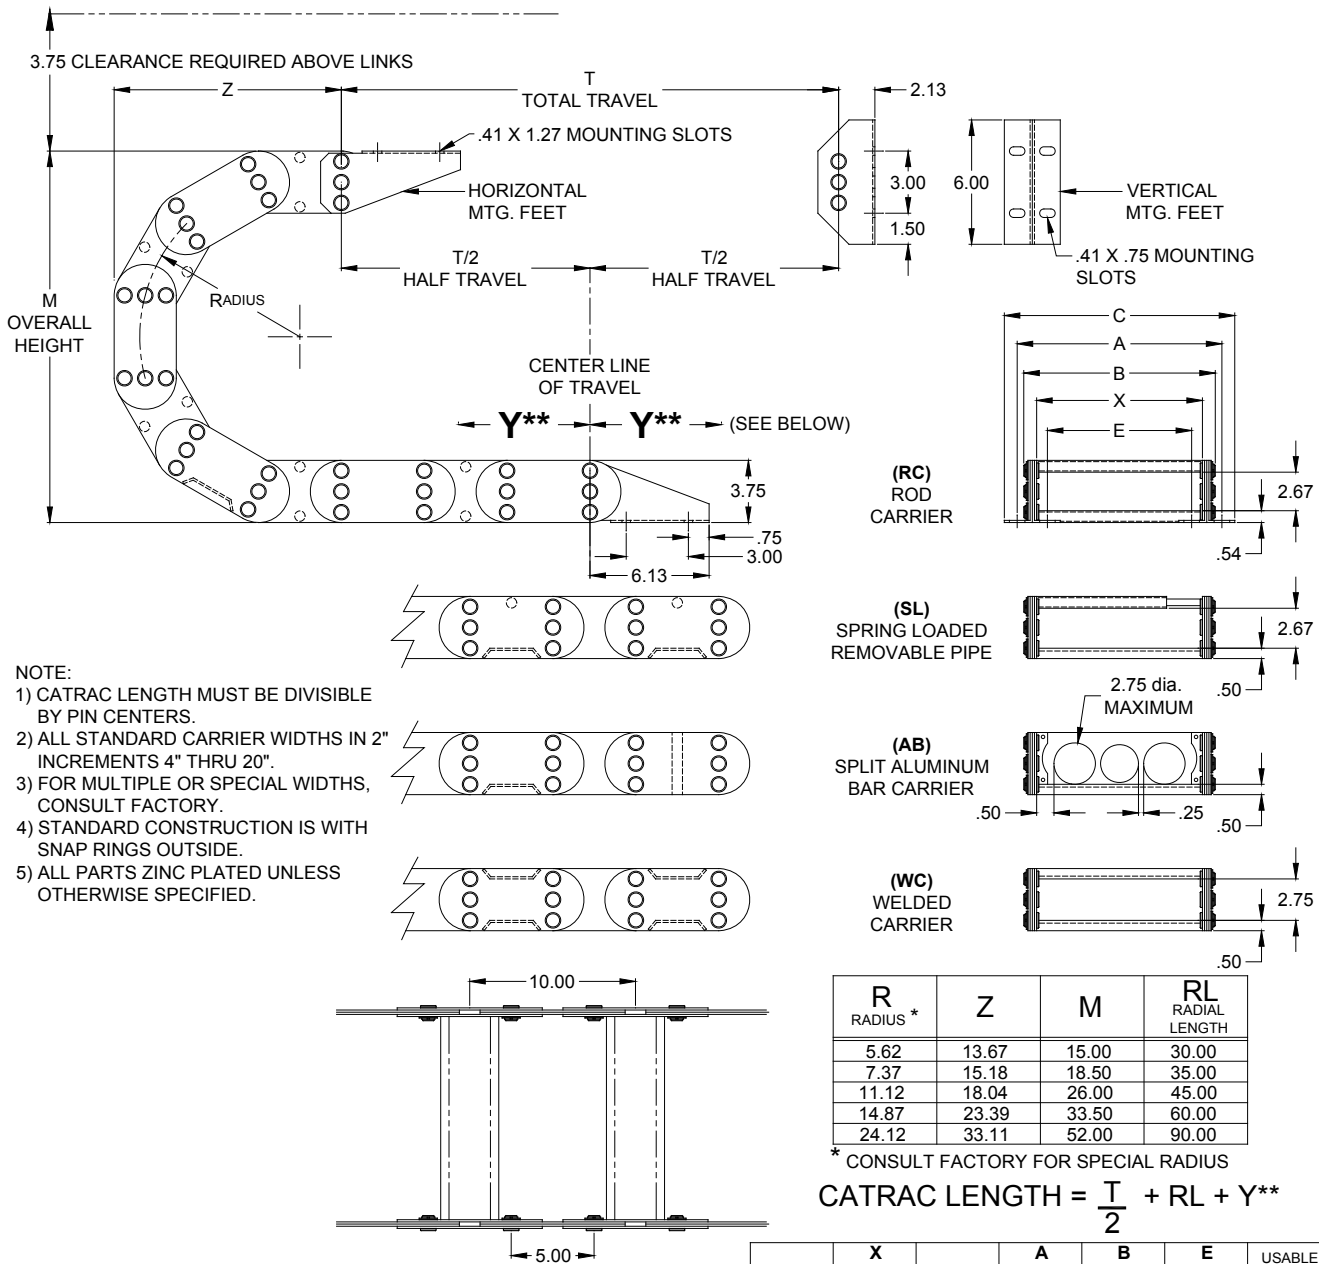 3.75 CLEARANCE REQUIRED ABOVE LINKS
Z
T
TOTAL TRAVEL
2.13
.41 X 1.27 MOUNTING SLOTS
HORIZONTAL
MTG. FEET
3.00
1.50
6.00
VERTICAL
MTG. FEET
.41 X .75 MOUNTING
SLOTS
T/2
HALF TRAVEL
T/2
HALF TRAVEL
RADIUS
M
OVERALL
HEIGHT
CENTER LINE
OF TRAVEL
Y**
Y**
(SEE BELOW)
3.75
.75
3.00
6.13
C
A
B
X
E
(RC)
ROD
CARRIER
2.67
.54
(SL)
SPRING LOADED
REMOVABLE PIPE
2.67
.50
2.75 dia.
MAXIMUM
(AB)
SPLIT ALUMINUM
BAR CARRIER
.50
.25
.50
(WC)
WELDED
CARRIER
2.75
.50
NOTE:
1) CATRAC LENGTH MUST BE DIVISIBLE
BY PIN CENTERS.
2) ALL STANDARD CARRIER WIDTHS IN 2"
INCREMENTS 4" THRU 20".
3) FOR MULTIPLE OR SPECIAL WIDTHS,
CONSULT FACTORY.
4) STANDARD CONSTRUCTION IS WITH
SNAP RINGS OUTSIDE.
5) ALL PARTS ZINC PLATED UNLESS
OTHERWISE SPECIFIED.
10.00
5.00
R RADIUS * Z M RL RADIAL LENGTH
5.62 13.67 15.00 30.00
7.37 15.18 18.50 35.00
11.12 18.04 26.00 45.00
14.87 23.39 33.50 60.00
24.12 33.11 52.00 90.00
* CONSULT FACTORY FOR SPECIAL RADIUS
CATRAC LENGTH = T/2 + RL + Y**
X A B E USABLE